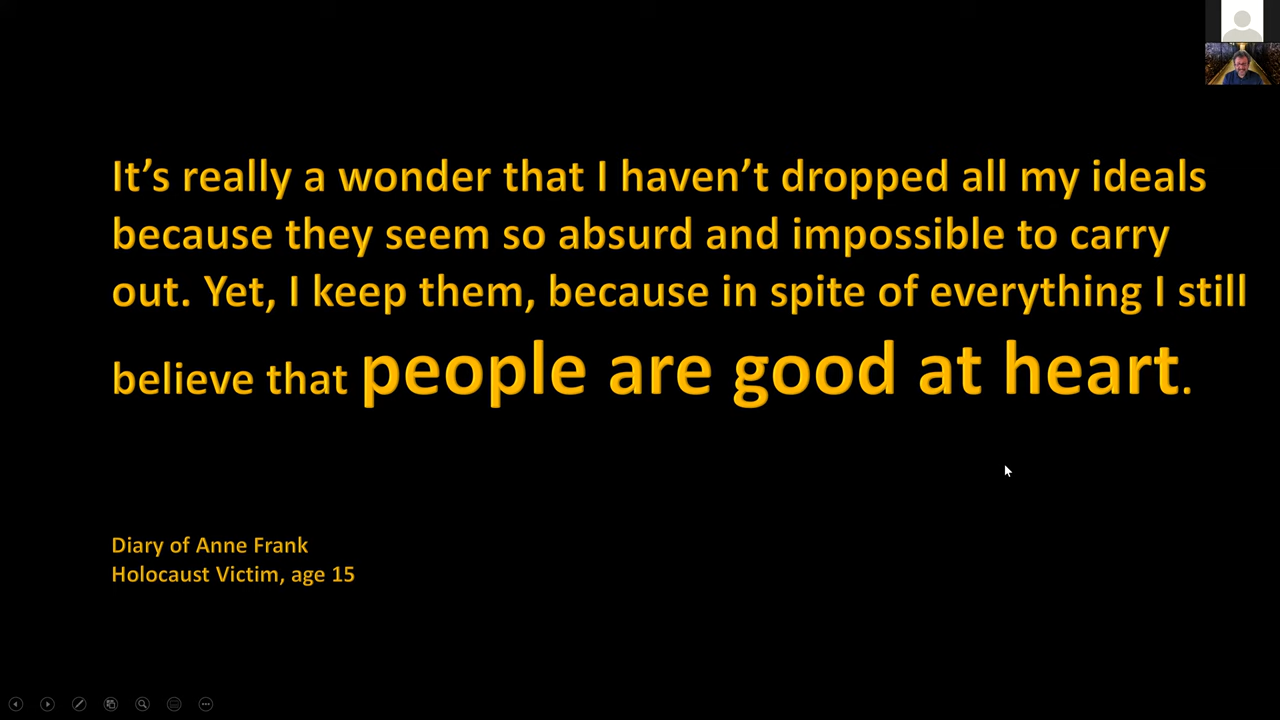 It’s really a wonder that I haven’t dropped all my ideals
because they seem so absurd and impossible to carry
out. Yet, I keep them, because in spite of everything I still
believe that people are good at heart.
Diary of Anne Frank
Holocaust Victim, age 15